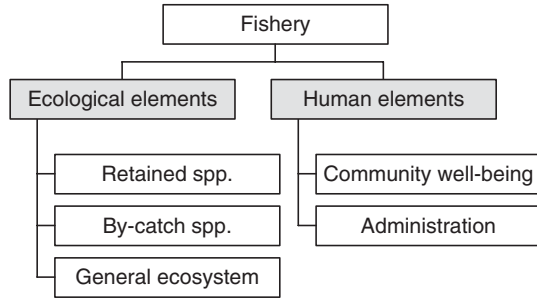 Fishery
Ecological elements
Human elements
Retained spp.
By-catch spp.
General ecosystem
Community well-being
Administration